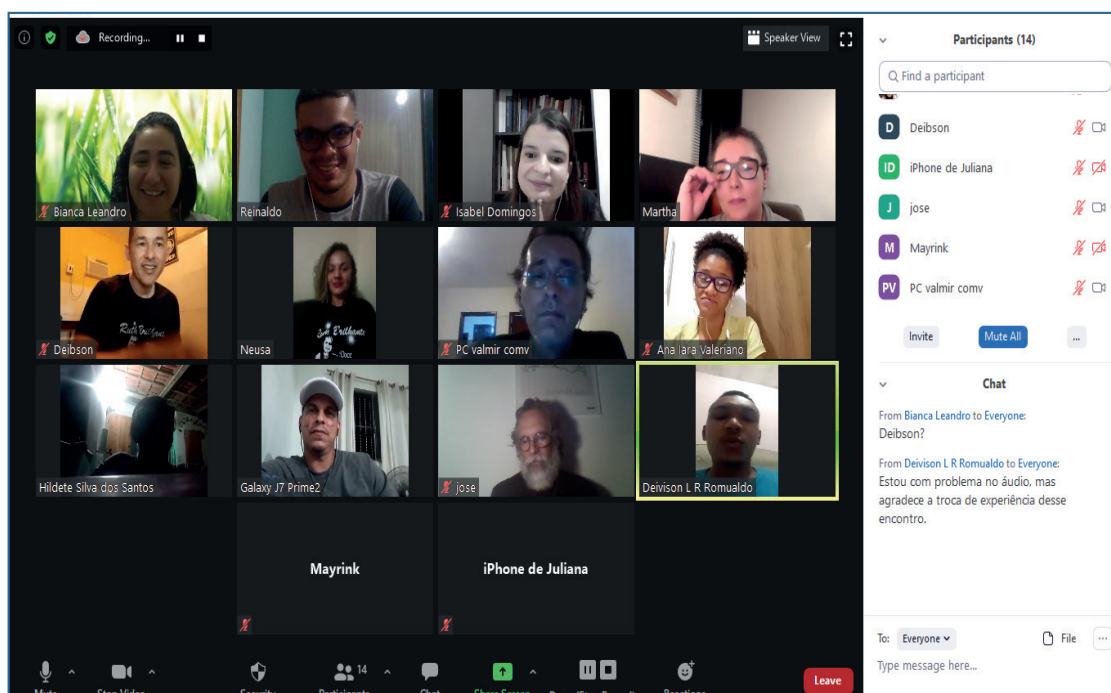 Recording...
Speaker View
Bianca Leandro
Reinaldo
Isabel Domingos
Martha
Deibson
Neusa
PC valmir comv
Ana Iara Valeriano
Hildete Silva dos Santos
Galaxy J7 Prime2
jose
Deivison L R Romualdo
Mayrink
iPhone de Juliana
14
Leave
Participants (14)
Find a participant
D Deibson
ID iPhone de Juliana
J jose
M Mayrink
PV PC valmir comv
Invite
Mute All
...
Chat
From Bianca Leandro to Everyone:
Deibson?
From Deivison L R Romualdo to Everyone:
Estou com problema no áudio, mas
agradece a troca de experiência desse
encontro.
To: Everyone
File
...
Type message here...